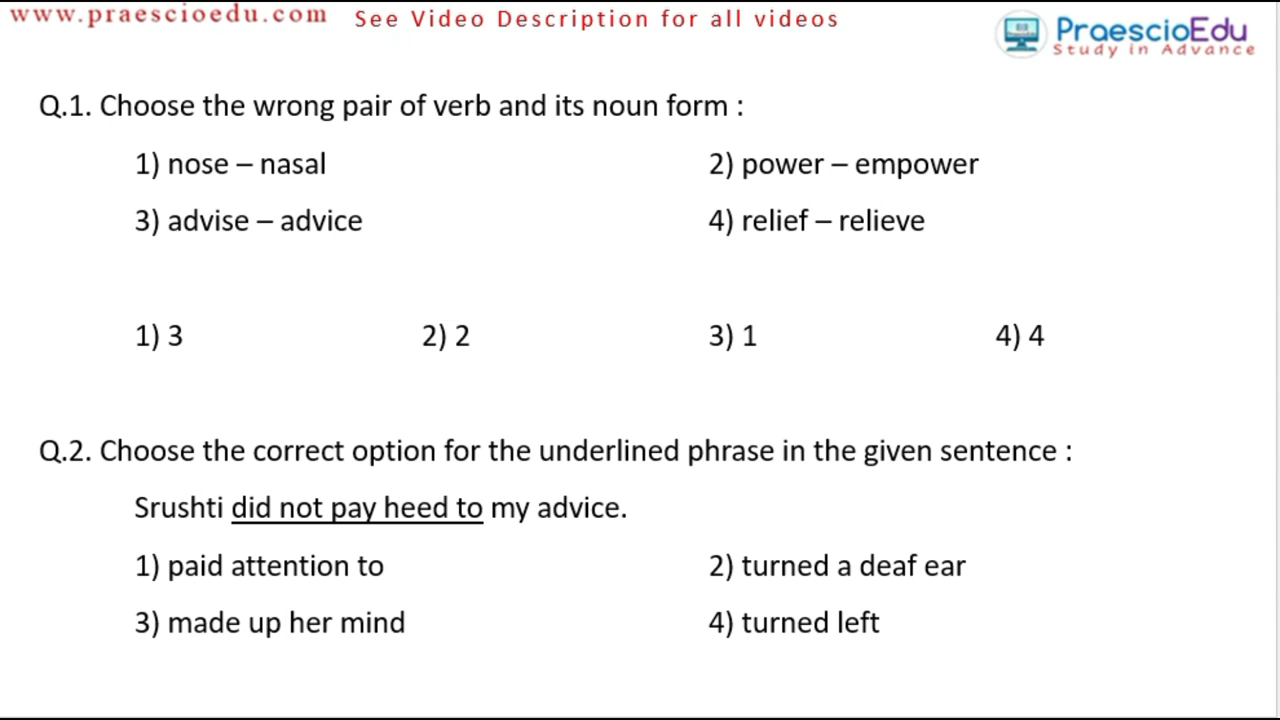 www.praescioedu.com See Video Description for all videos
PraescioEdu
Study in Advance
Q.1. Choose the wrong pair of verb and its noun form :
1) nose – nasal 2) power – empower
3) advise – advice 4) relief – relieve
1) 3 2) 2 3) 1 4) 4
Q.2. Choose the correct option for the underlined phrase in the given sentence :
Srushti did not pay heed to my advice.
1) paid attention to 2) turned a deaf ear
3) made up her mind 4) turned left